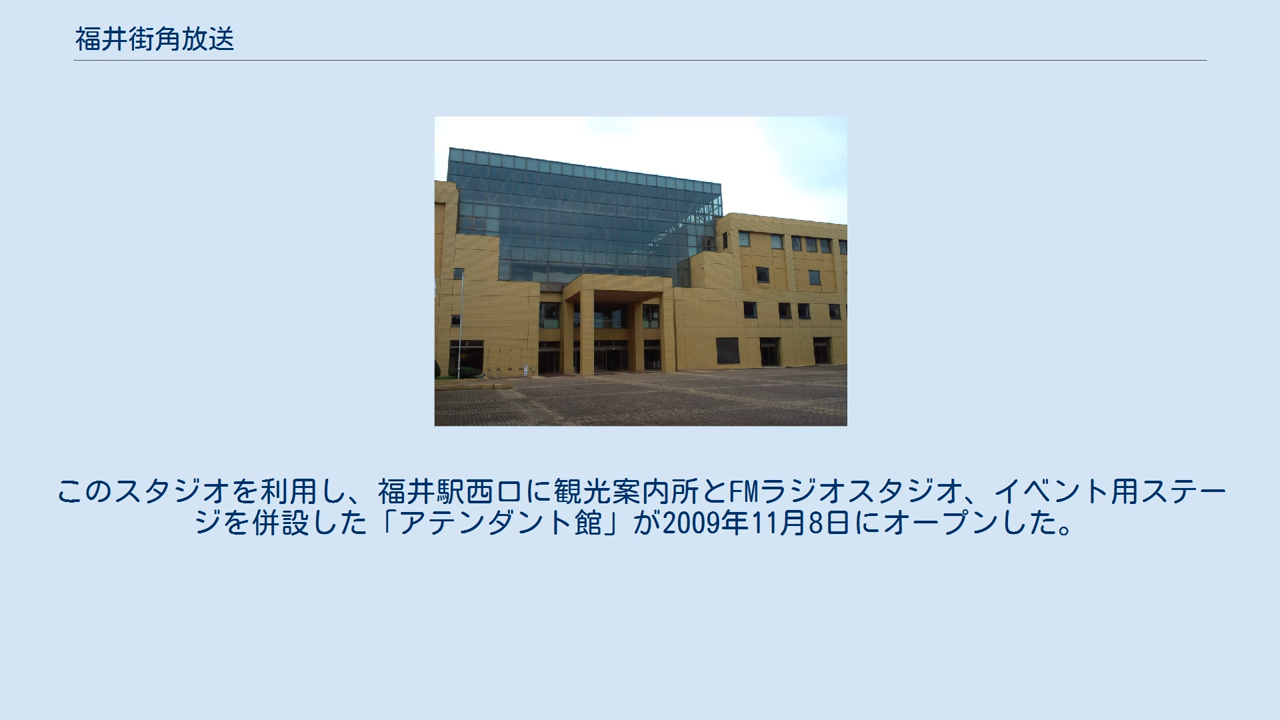 福井街角放送
このスタジオを利用し、福井駅西口に観光案内所とFMラジオスタジオ、イベント用ステー
ジを併設した「アテンダント館」が2009年11月8日にオープンした。